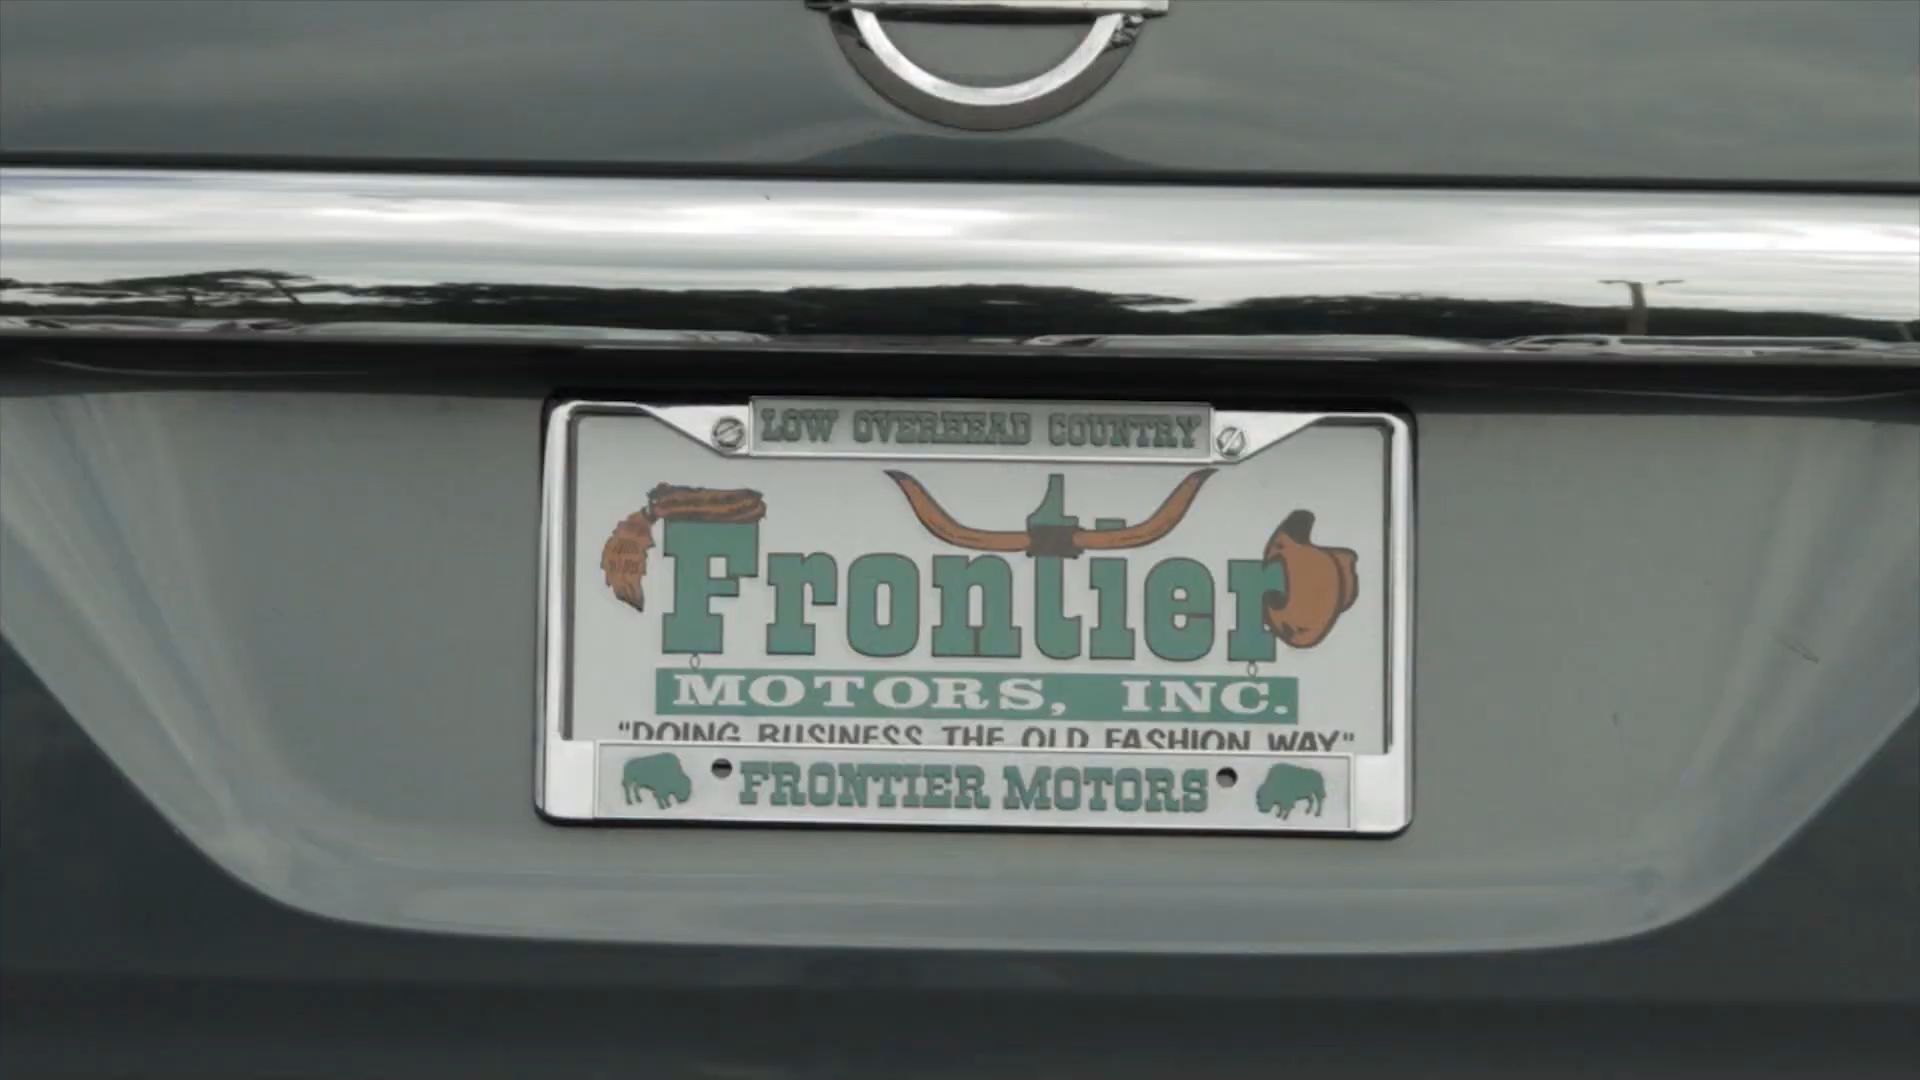 LOW OVERHEAD COUNTRY
Frontier
MOTORS, INC.
"DOING BUSINESS THE OLD FASHION WAY"
FRONTIER MOTORS